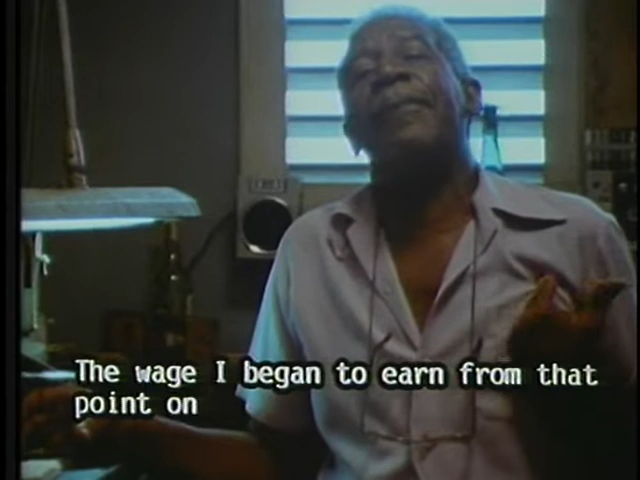 The wage I began to earn from that
point on